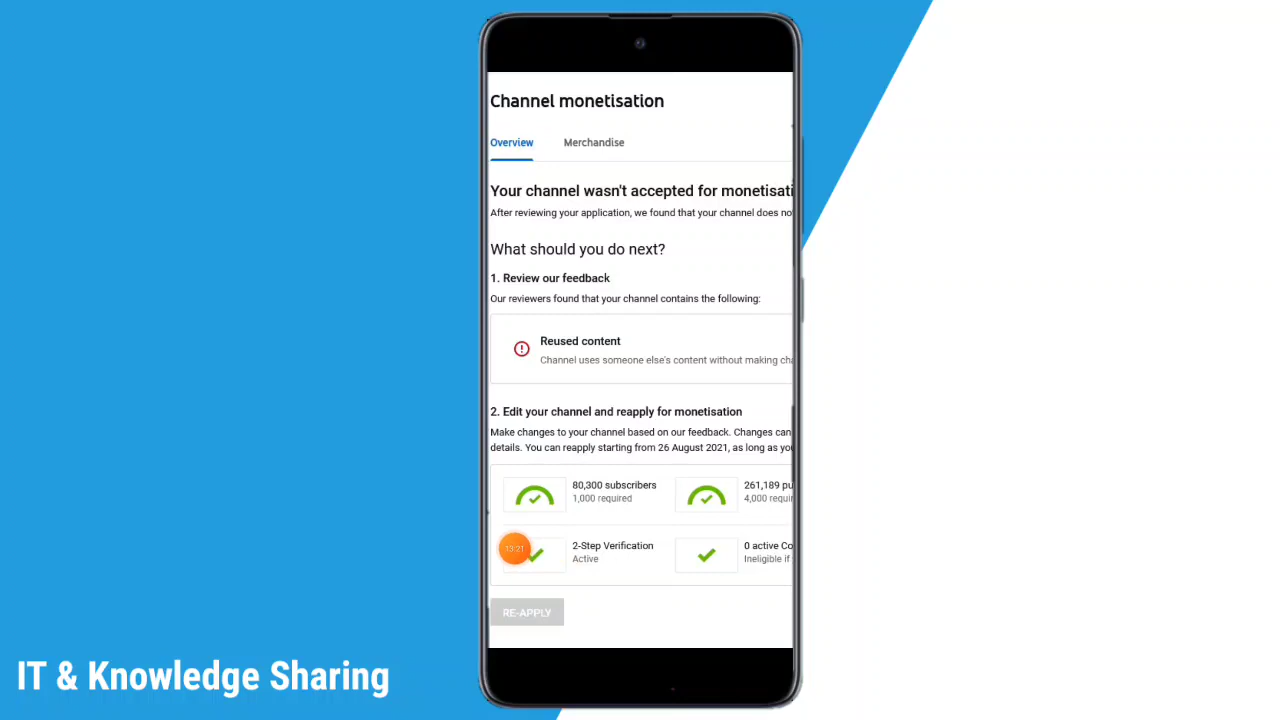 Channel monetisation
Overview Merchandise
Your channel wasn't accepted for monetisati
After reviewing your application, we found that your channel does no
What should you do next?
1. Review our feedback
Our reviewers found that your channel contains the following:
Reused content
Channel uses someone else's content without making cha
2. Edit your channel and reapply for monetisation
Make changes to your channel based on our feedback. Changes can
details. You can reapply starting from 26 August 2021, as long as you
80,300 subscribers 261,189 pu
1,000 required 4,000 requir
2-Step Verification 0 active Co
13:21
Active Ineligible if
RE-APPLY
IT & Knowledge Sharing